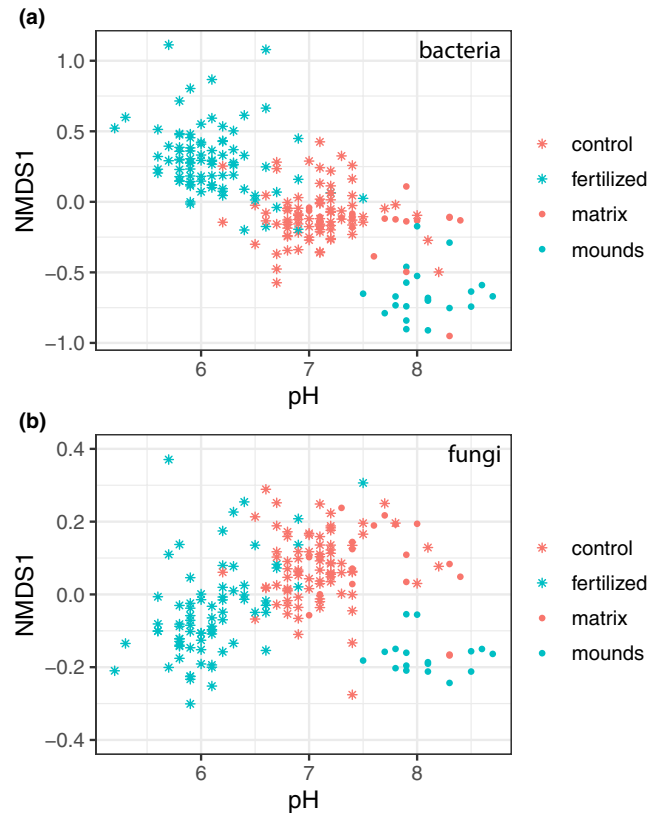 (a)
bacteria
1.0
0.5
0.0
−0.5
−1.0
NMDS1
6 7 8
pH
control
fertilized
matrix
mounds
(b)
fungi
0.4
0.2
0.0
−0.2
−0.4
NMDS1
6 7 8
pH
control
fertilized
matrix
mounds